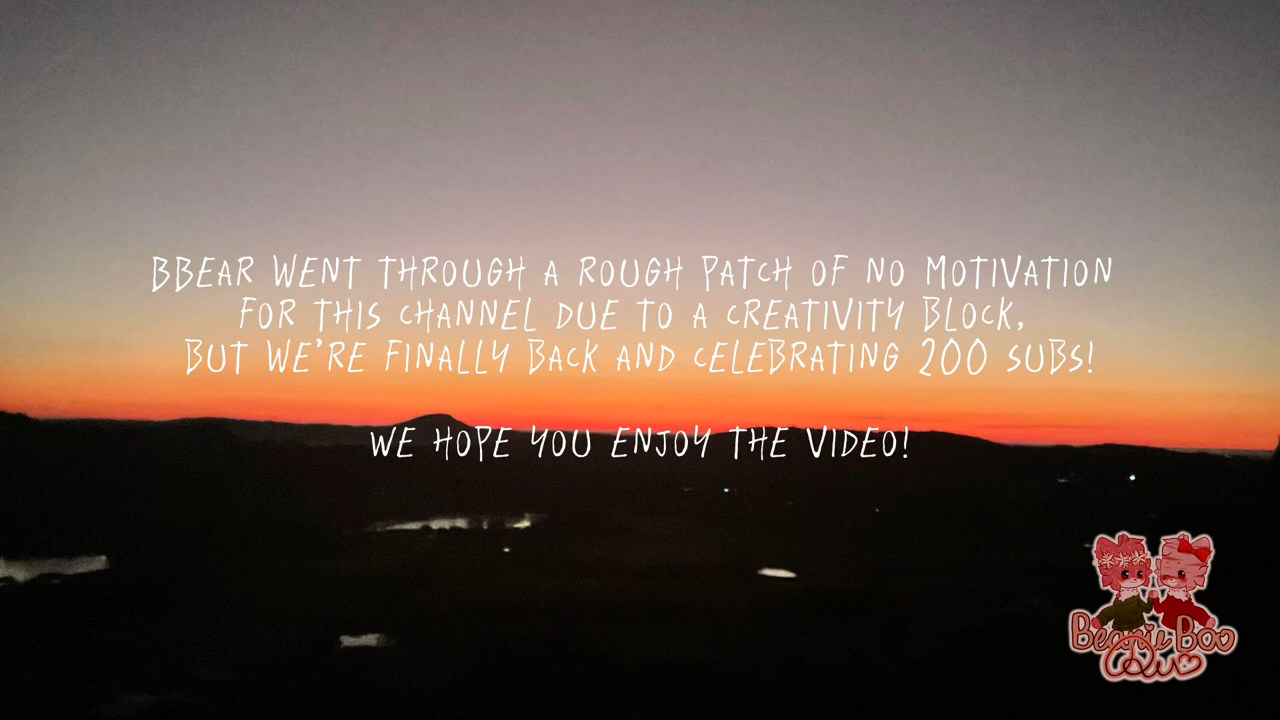 BBEAR WENT THROUGH A ROUGH PATCH OF NO MOTIVATION
FOR THIS CHANNEL DUE TO A CREATIVITY BLOCK,
BUT WE'RE FINALLY BACK AND CELEBRATING 200 SUBS!
WE HOPE YOU ENJOY THE VIDEO!
Boo